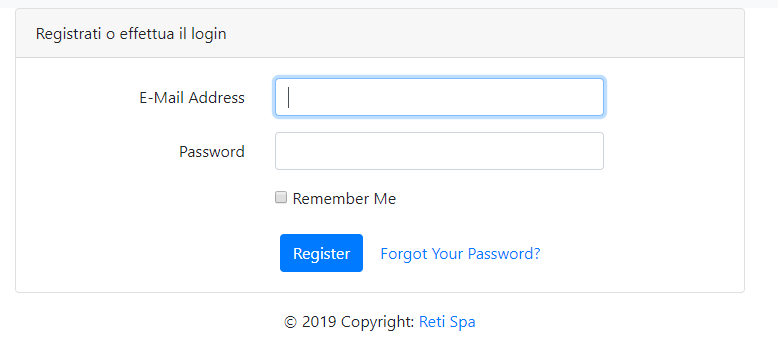 Registrati o effettua il login
E-Mail Address
Password
Remember Me
Register Forgot Your Password?
© 2019 Copyright: Reti Spa